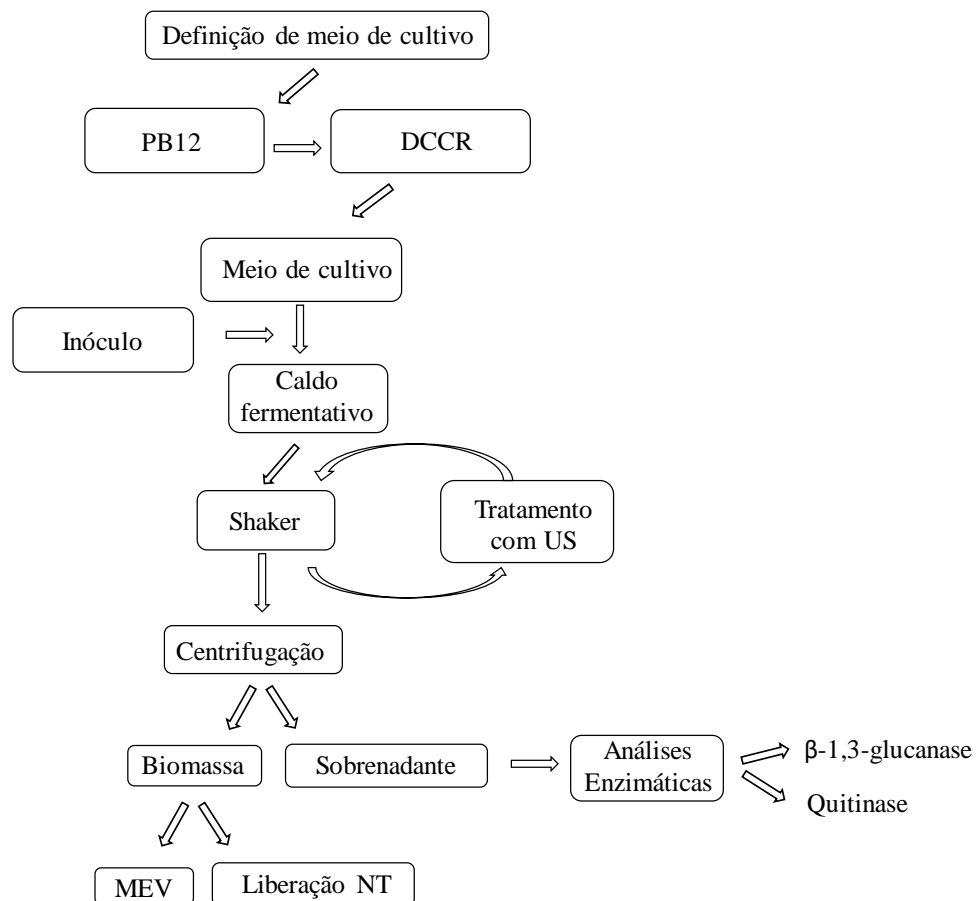 Definição de meio de cultivo
PB12
DCCR
Meio de cultivo
Inóculo
Caldo
fermentativo
Shaker
Tratamento
com US
Centrifugação
Biomassa
Sobrenadante
Análises
Enzimáticas
β-1,3-glucanase
Quitinase
MEV
Liberação NT